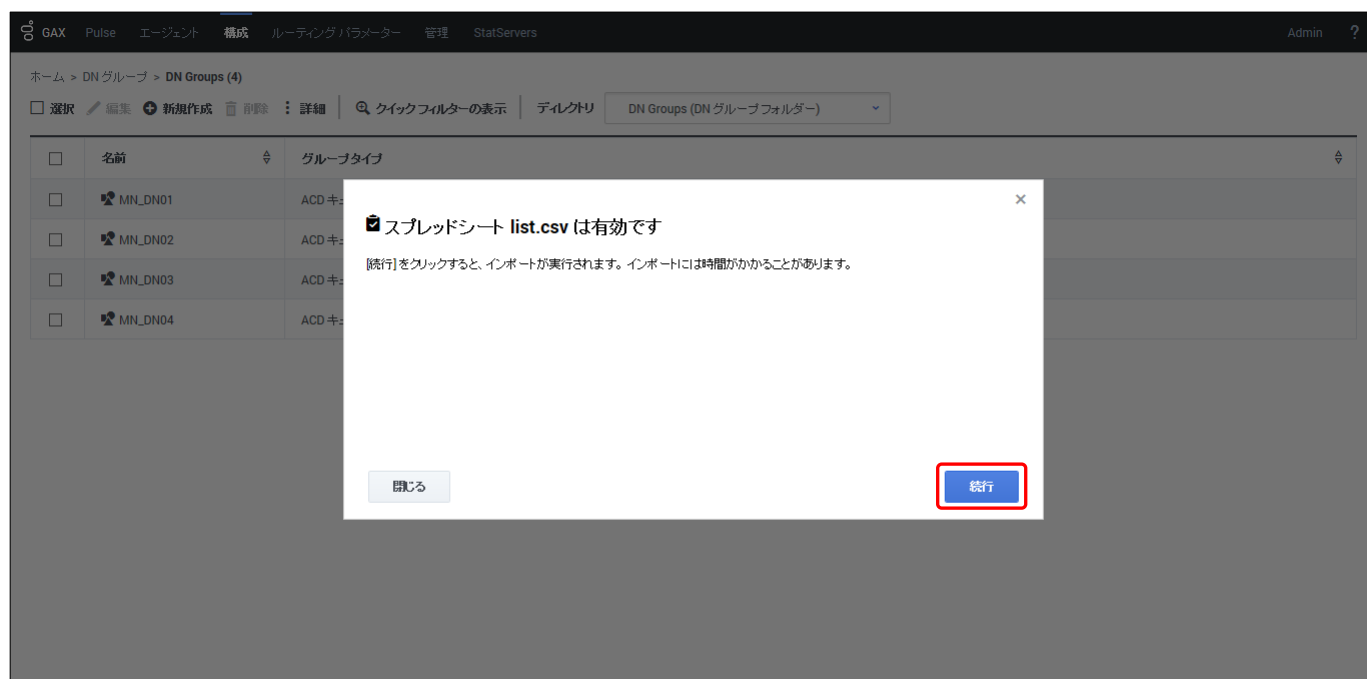 GAX Pulse エージェント 構成 ルーティング パラメーター 管理 StatServers Admin ?
ホーム > DN グループ > DN Groups (4)
選択 編集 新規作成 削除 詳細 クイック フィルターの表示 ディレクトリ DN Groups (DN グループ フォルダー)
名前 グループ タイプ
MN_DN01 ACD キュ
MN_DN02 ACD キュ
MN_DN03 ACD キュ
MN_DN04 ACD キュ
スプレッドシート list.csv は有効です
[続行] をクリックすると、インポートが実行されます。インポートには時間がかかることがあります。
閉じる 続行